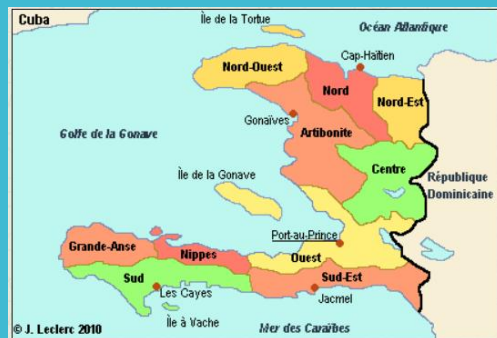 Cuba
Île de la Tortue
Océan Atlantique
Cap-Haïtien
Nord-Ouest
Nord
Nord-Est
Gonaïves
Golfe de la Gonave
Artibonite
Centre
Île de la Gonave
République
Dominicaine
Port-au-Prince
Grande-Anse
Nippes
Ouest
Sud
Sud-Est
Les Cayes
Jacmel
Île à Vache
© J. Leclerc 2010
Mer des Caraïbes